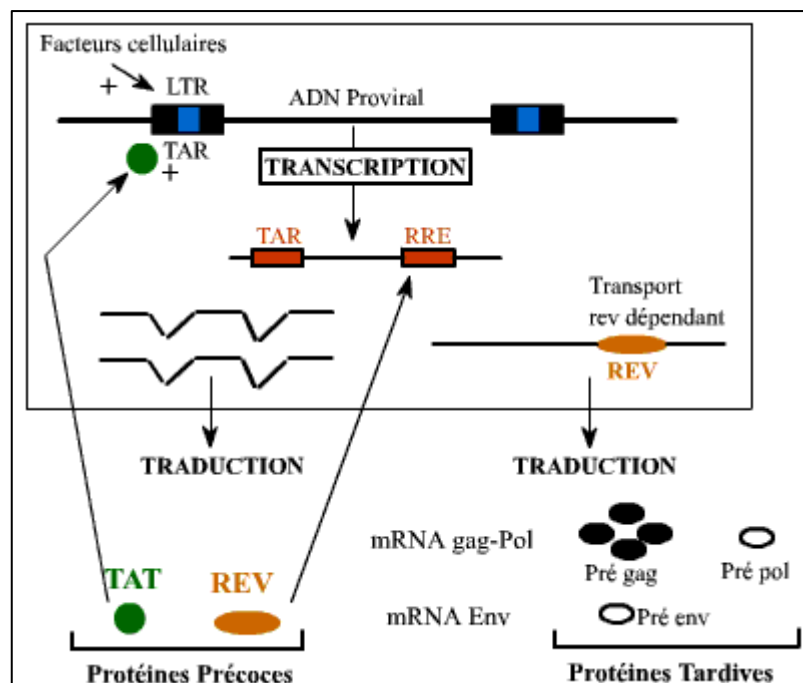 Facteurs cellulaires
+
LTR
ADN Proviral
TAR
+
TRANSCRIPTION
TAR
RRE
Transport
rev dépendant
REV
TRADUCTION
TRADUCTION
mRNA gag-Pol
Pré gag
Pré pol
TAT
REV
mRNA Env
Pré env
Protéines Précoces
Protéines Tardives